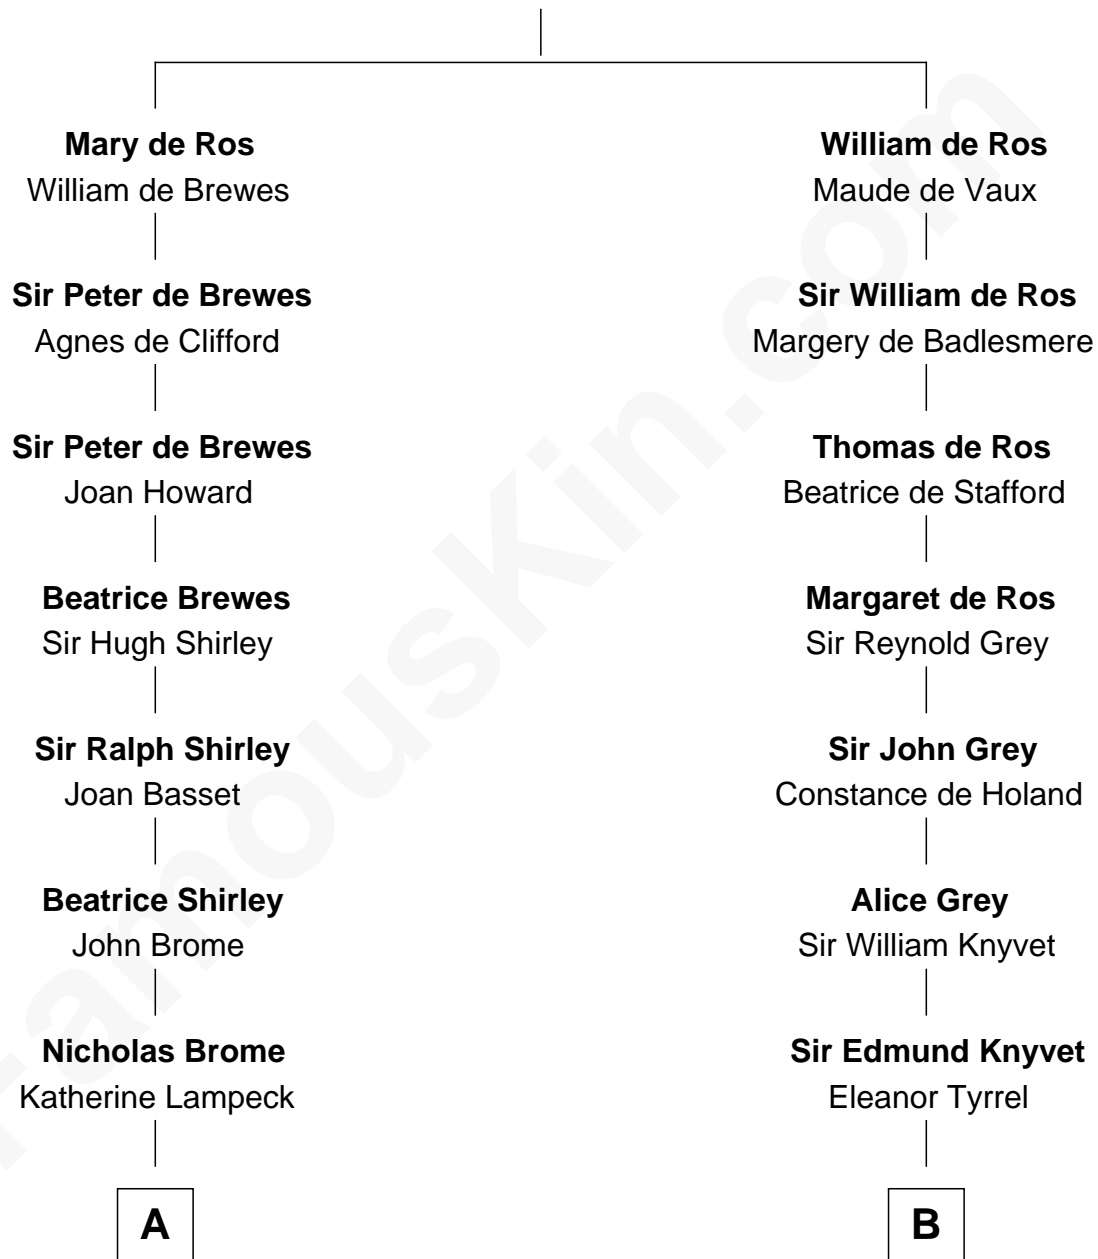 Mary de Ros
William de Brewes
Sir Peter de Brewes
Agnes de Clifford
Sir Peter de Brewes
Joan Howard
Beatrice Brewes
Sir Hugh Shirley
Sir Ralph Shirley
Joan Basset
Beatrice Shirley
John Brome
Nicholas Brome
Katherine Lampeck
A
William de Ros
Maude de Vaux
Sir William de Ros
Margery de Badlesmere
Thomas de Ros
Beatrice de Stafford
Margaret de Ros
Sir Reynold Grey
Sir John Grey
Constance de Holand
Alice Grey
Sir William Knyvet
Sir Edmund Knyvet
Eleanor Tyrrel
B
FamousKin.com